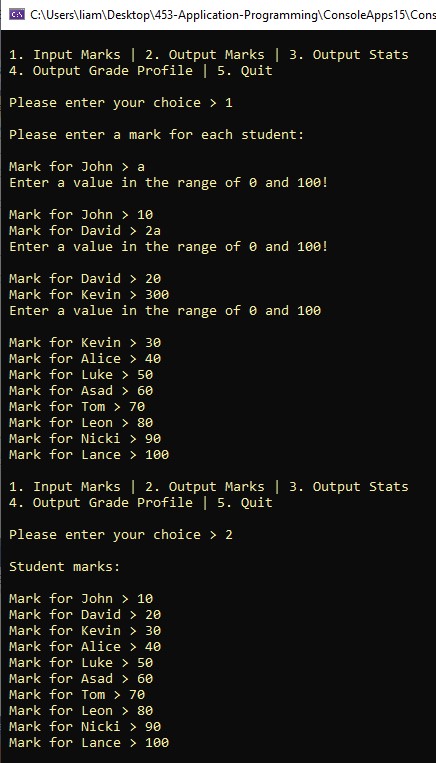 C:\Users\liam\Desktop\453-Application-Programming\ConsoleApps15\Cons
1. Input Marks | 2. Output Marks | 3. Output Stats
4. Output Grade Profile | 5. Quit
Please enter your choice > 1
Please enter a mark for each student:
Mark for John > a
Enter a value in the range of 0 and 100!
Mark for John > 10
Mark for David > 2a
Enter a value in the range of 0 and 100!
Mark for David > 20
Mark for Kevin > 300
Enter a value in the range of 0 and 100
Mark for Kevin > 30
Mark for Alice > 40
Mark for Luke > 50
Mark for Asad > 60
Mark for Tom > 70
Mark for Leon > 80
Mark for Nicki > 90
Mark for Lance > 100
1. Input Marks | 2. Output Marks | 3. Output Stats
4. Output Grade Profile | 5. Quit
Please enter your choice > 2
Student marks:
Mark for John > 10
Mark for David > 20
Mark for Kevin > 30
Mark for Alice > 40
Mark for Luke > 50
Mark for Asad > 60
Mark for Tom > 70
Mark for Leon > 80
Mark for Nicki > 90
Mark for Lance > 100